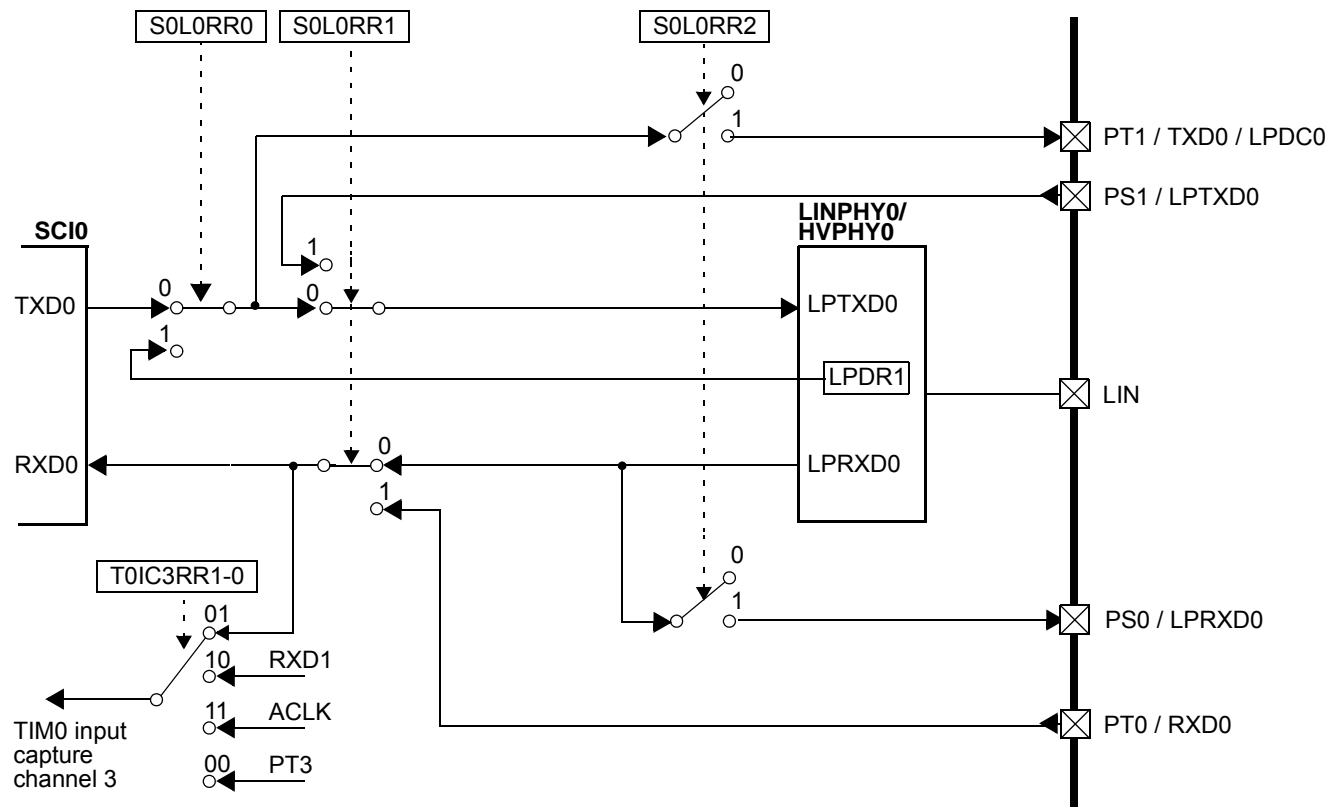 S0L0RR0 S0L0RR1 S0L0RR2
0
1
PT1 / TXD0 / LPDC0
PS1 / LPTXD0
LINPHY0/
HVPHY0
SCI0
1
TXD0 0 0 LPTXD0
1
LPDR1 LIN
0
RXD0 LPRXD0
1
0
T0IC3RR1-0
1
01 PS0 / LPRXD0
10 RXD1
11 ACLK
TIM0 input PT0 / RXD0
capture
channel 3
00 PT3